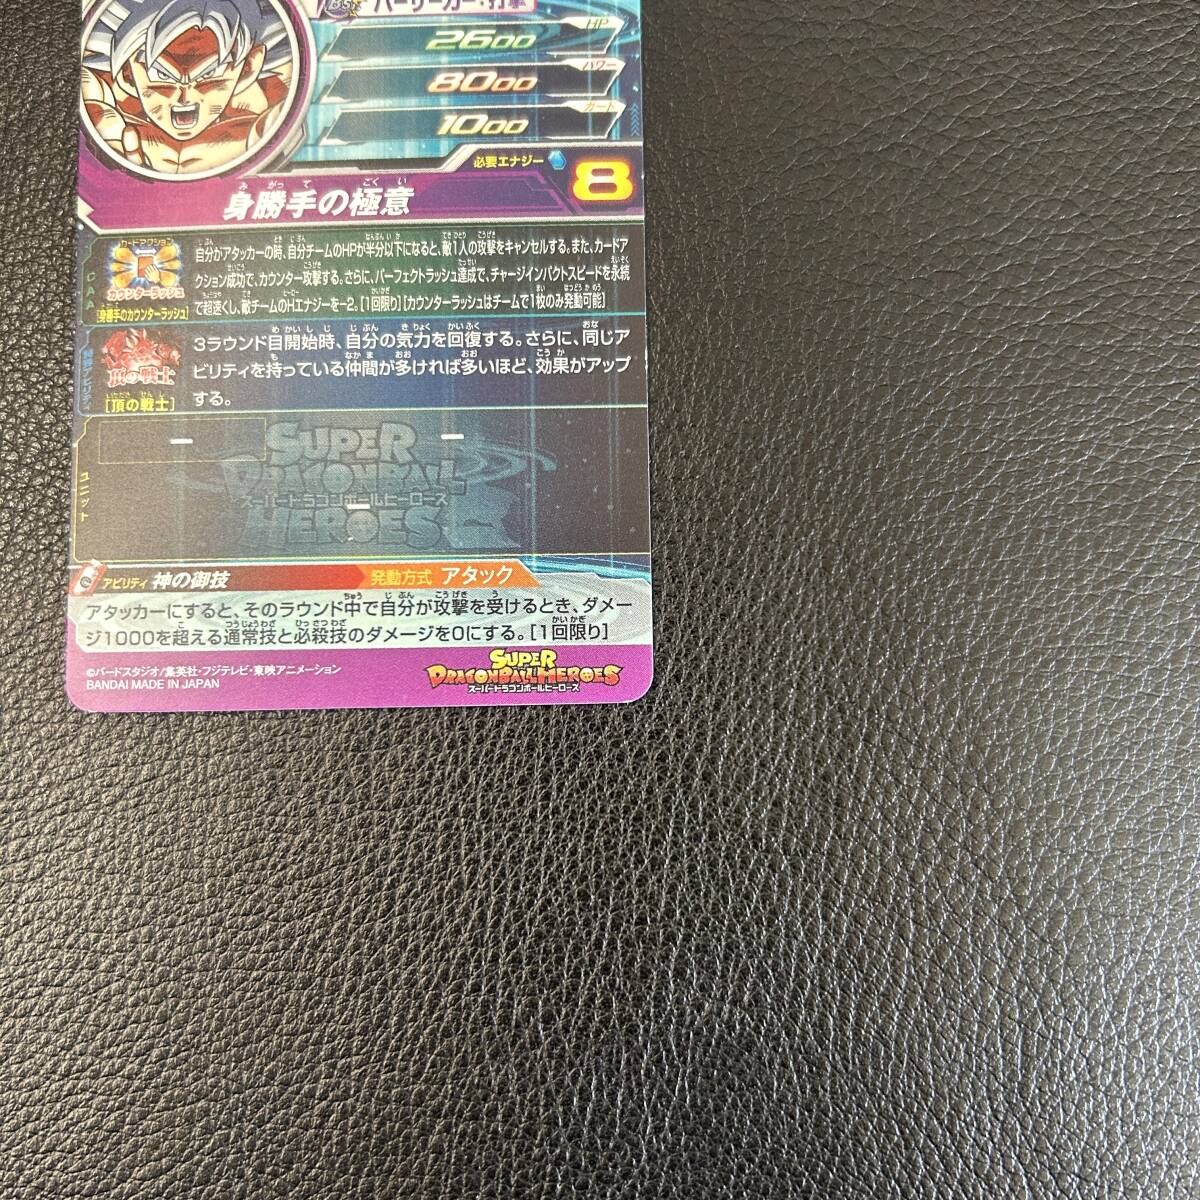 バーサーカー・打撃
HP
2600
パワー
8000
ガード
1000
必要エナジー
8
身勝手の極意
カードアクション
カウンターラッシュ
[身勝手のカウンターラッシュ]
CAA
自分がアタッカーの時、自分チームのHPが半分以下になると、敵1人の攻撃をキャンセルする。また、カードア
クション成功で、カウンター攻撃する。さらに、パーフェクトラッシュ達成で、チャージインパクトスピードを永続
で超速くし、敵チームのHエナジーを−2。[1回限り][カウンターラッシュはチームで1枚のみ発動可能]
頂の戦士
[頂の戦士]
3ラウンド目開始時、自分の気力を回復する。さらに、同じア
ビリティを持っている仲間が多ければ多いほど、効果がアップ
する。
ユニット
SUPER
DRAGONBALL
スーパードラゴンボールヒーローズ
HEROES
アビリティ 神の御技
発動方式 アタック
アタッカーにすると、そのラウンド中で自分が攻撃を受けるとき、ダメー
ジ1000を超える通常技と必殺技のダメージを0にする。[1回限り]
©バードスタジオ/集英社・フジテレビ・東映アニメーション
BANDAI MADE IN JAPAN
SUPER
DRAGONBALL HEROES
スーパードラゴンボールヒーローズ